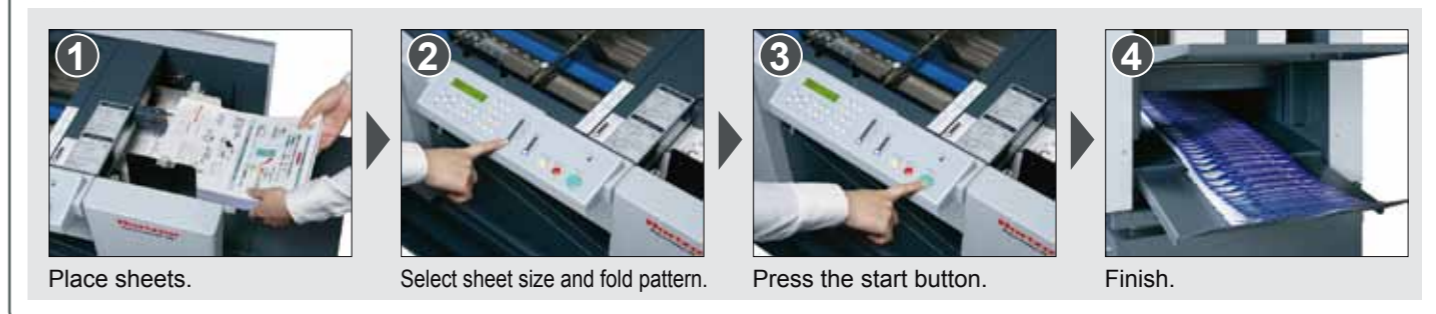 1
2
3
4
Place sheets.
Select sheet size and fold pattern.
Press the start button.
Finish.